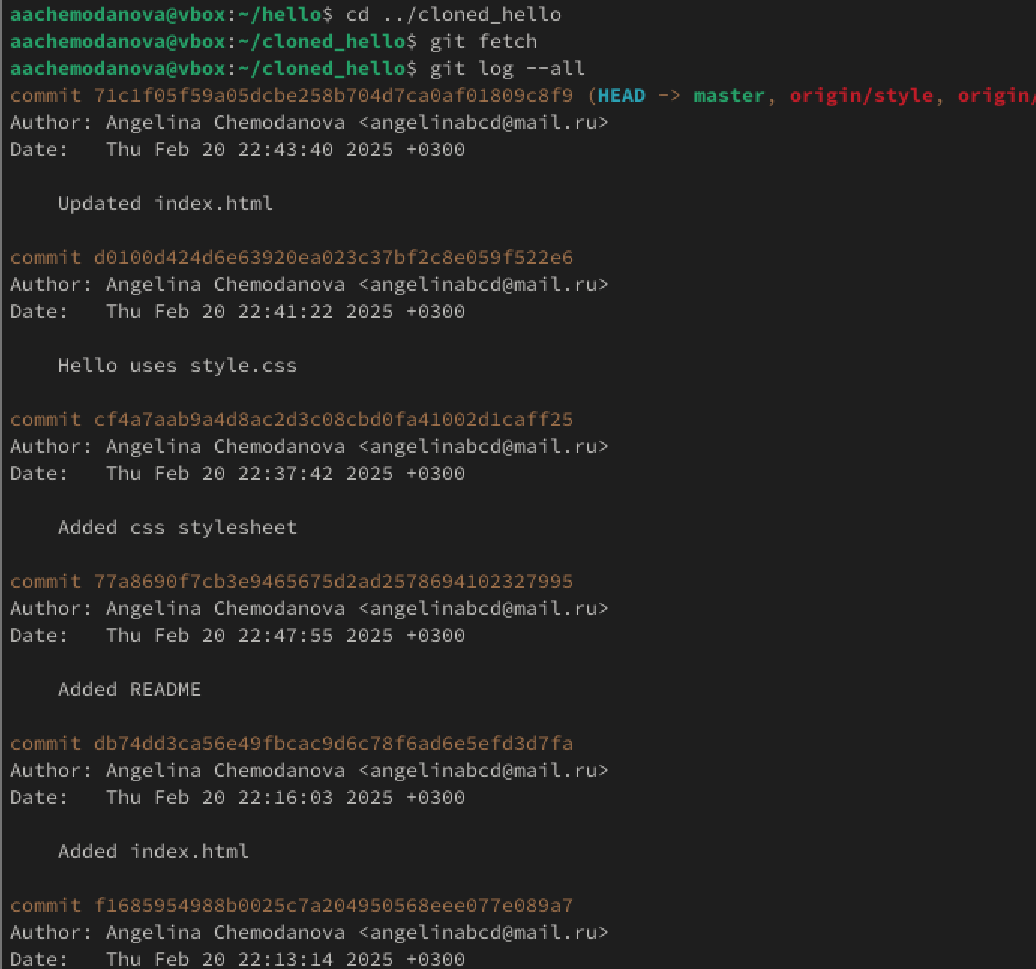 aachemodanova@vbox:~/hello$ cd ../cloned_hello
aachemodanova@vbox:~/cloned_hello$ git fetch
aachemodanova@vbox:~/cloned_hello$ git log --all
commit 71c1f05f59a05dcbe258b704d7ca0af01809c8f9 (HEAD -> master, origin/style, origin/
Author: Angelina Chemodanova <angelinabcd@mail.ru>
Date:   Thu Feb 20 22:43:40 2025 +0300
    Updated index.html
commit d0100d424d6e63920ea023c37bf2c8e059f522e6
Author: Angelina Chemodanova <angelinabcd@mail.ru>
Date:   Thu Feb 20 22:41:22 2025 +0300
    Hello uses style.css
commit cf4a7aab9a4d8ac2d3c08cbd0fa41002d1caff25
Author: Angelina Chemodanova <angelinabcd@mail.ru>
Date:   Thu Feb 20 22:37:42 2025 +0300
    Added css stylesheet
commit 77a8690f7cb3e9465675d2ad2578694102327995
Author: Angelina Chemodanova <angelinabcd@mail.ru>
Date:   Thu Feb 20 22:47:55 2025 +0300
    Added README
commit db74dd3ca56e49fbcac9d6c78f6ad6e5efd3d7fa
Author: Angelina Chemodanova <angelinabcd@mail.ru>
Date:   Thu Feb 20 22:16:03 2025 +0300
    Added index.html
commit f1685954988b0025c7a204950568eee077e089a7
Author: Angelina Chemodanova <angelinabcd@mail.ru>
Date:   Thu Feb 20 22:13:14 2025 +0300